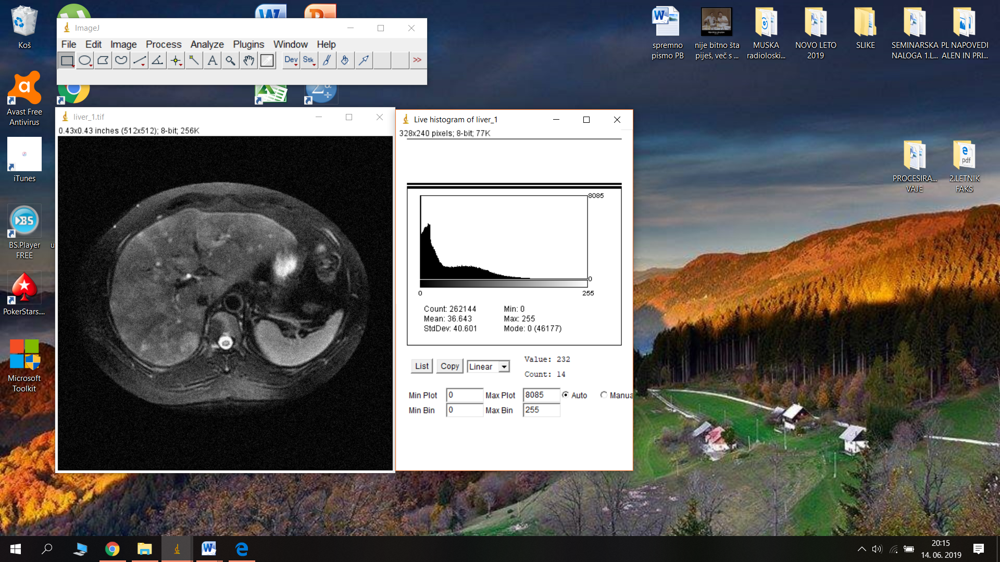 Koš
Avast Free
Antivirus
iTunes
BS.Player
FREE
u
PokerStars....
Microsoft
Toolkit
ImageJ
File Edit Image Process Analyze Plugins Window Help
Dev Stk >>
liver_1.tif
0.43x0.43 inches (512x512); 8-bit; 256K
Live histogram of liver_1
328x240 pixels; 8-bit; 77K
8085
0
0 255
Count: 262144 Min: 0
Mean: 36.643 Max: 255
StdDev: 40.601 Mode: 0 (46177)
List Copy Linear
Value: 232
Count: 14
Min Plot 0 Max Plot 8085 Auto Manua
Min Bin 0 Max Bin 255
spremno
pismo PB
nije bitno šta
piješ, več s ...
MUSKA
radioloski...
NOVO LETO
2019
SLIKE
SEMINARSKA
NALOGA 1.L...
PL NAPOVEDI
ALEN IN PRI...
PROCESIRA...
VAJE
pdf
2.LETNIK
FAKS
20:15
14. 06. 2019